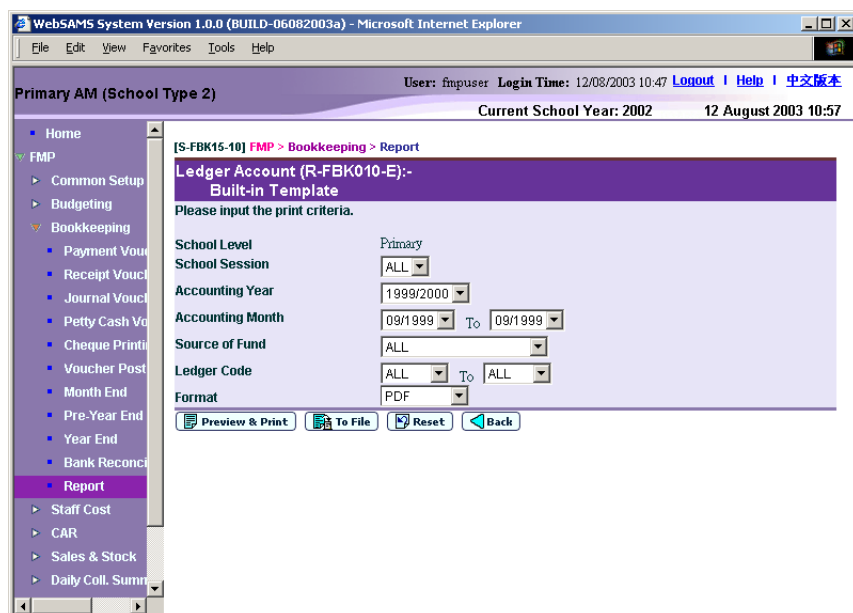 WebSAMS System Version 1.0.0 (BUILD-06082003a) - Microsoft Internet Explorer
File Edit View Favorites Tools Help
Primary AM (School Type 2)
User: fmpuser Login Time: 12/08/2003 10:47 Logout | Help | 中文版本
Current School Year: 2002 12 August 2003 10:57
Home
FMP
Common Setup
Budgeting
Bookkeeping
Payment Vou
Receipt Voucl
Journal Voucl
Petty Cash Vo
Cheque Printi
Voucher Post
Month End
Pre-Year End
Year End
Bank Reconci
Report
Staff Cost
CAR
Sales & Stock
Daily Coll. Summ
[S-FBK15-10] FMP > Bookkeeping > Report
Ledger Account (R-FBK010-E):-
Built-in Template
Please input the print criteria.
School Level Primary
School Session ALL
Accounting Year 1999/2000
Accounting Month 09/1999 To 09/1999
Source of Fund ALL
Ledger Code ALL To ALL
Format PDF
Preview & Print To File Reset Back